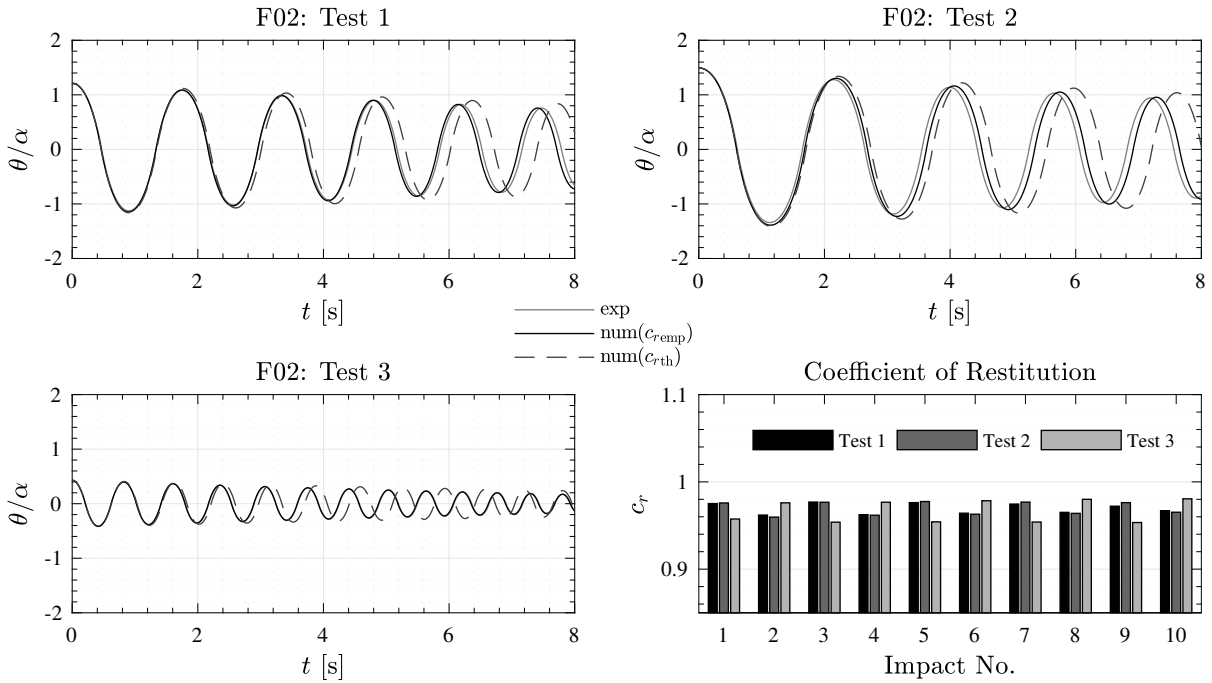 F02: Test 1
2
1
0
-1
-2
θ/α
0 2 4 6 8
t [s]
F02: Test 2
2
1
0
-1
-2
θ/α
0 2 4 6 8
t [s]
exp
num(c_remp)
num(c_rth)
F02: Test 3
2
1
0
-1
-2
θ/α
0 2 4 6 8
t [s]
Coefficient of Restitution
1.1
1
0.9
c_r
Test 1 Test 2 Test 3
1 2 3 4 5 6 7 8 9 10
Impact No.